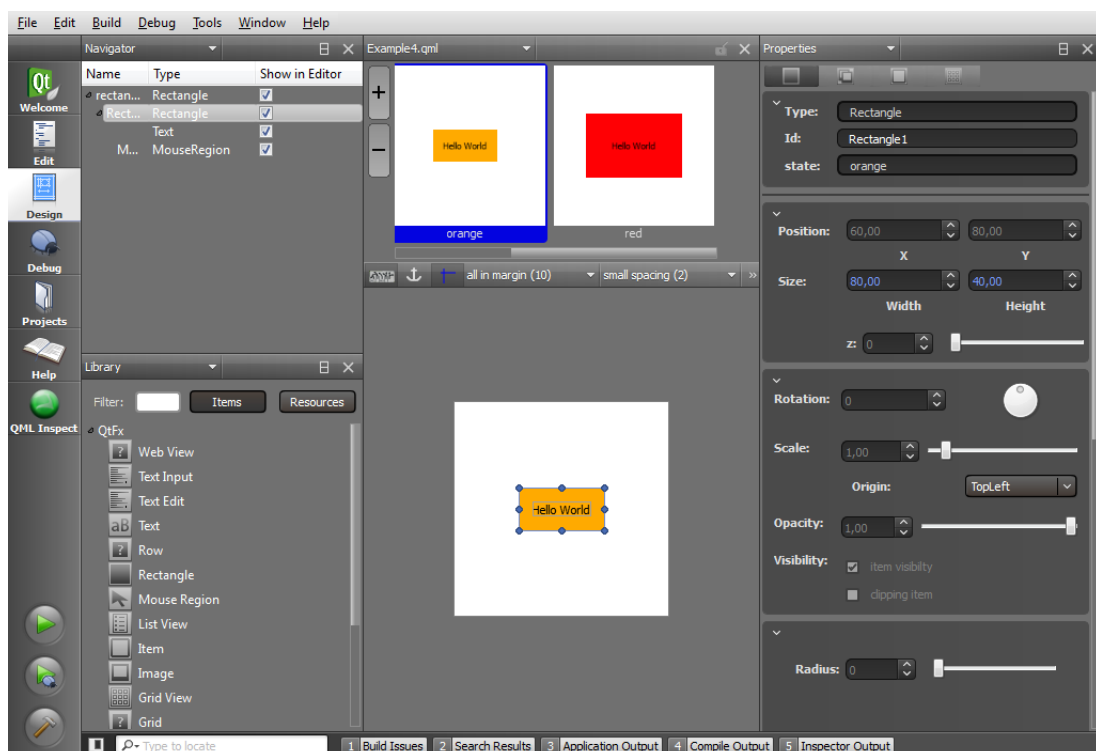 File Edit Build Debug Tools Window Help
Navigator
Name Type Show in Editor
rectan... Rectangle
Rect... Rectangle
Text
M... MouseRegion
Qt
Welcome
Edit
Design
Debug
Projects
Help
QML Inspect
Library
Filter: Items Resources
QtFx
? Web View
Text Input
Text Edit
aB Text
? Row
Rectangle
Mouse Region
List View
Item
Image
Grid View
? Grid
Example4.qml
+
−
Hello World
orange
Hello World
red
all in margin (10) small spacing (2) »
Hello World
Properties
Type: Rectangle
Id: Rectangle1
state: orange
Position: 60,00 80,00
X Y
Size: 80,00 40,00
Width Height
z: 0
Rotation: 0
Scale: 1,00
Origin: TopLeft
Opacity: 1,00
Visibility: item visibilty
clipping item
Radius: 0
Type to locate 1 Build Issues 2 Search Results 3 Application Output 4 Compile Output 5 Inspector Output